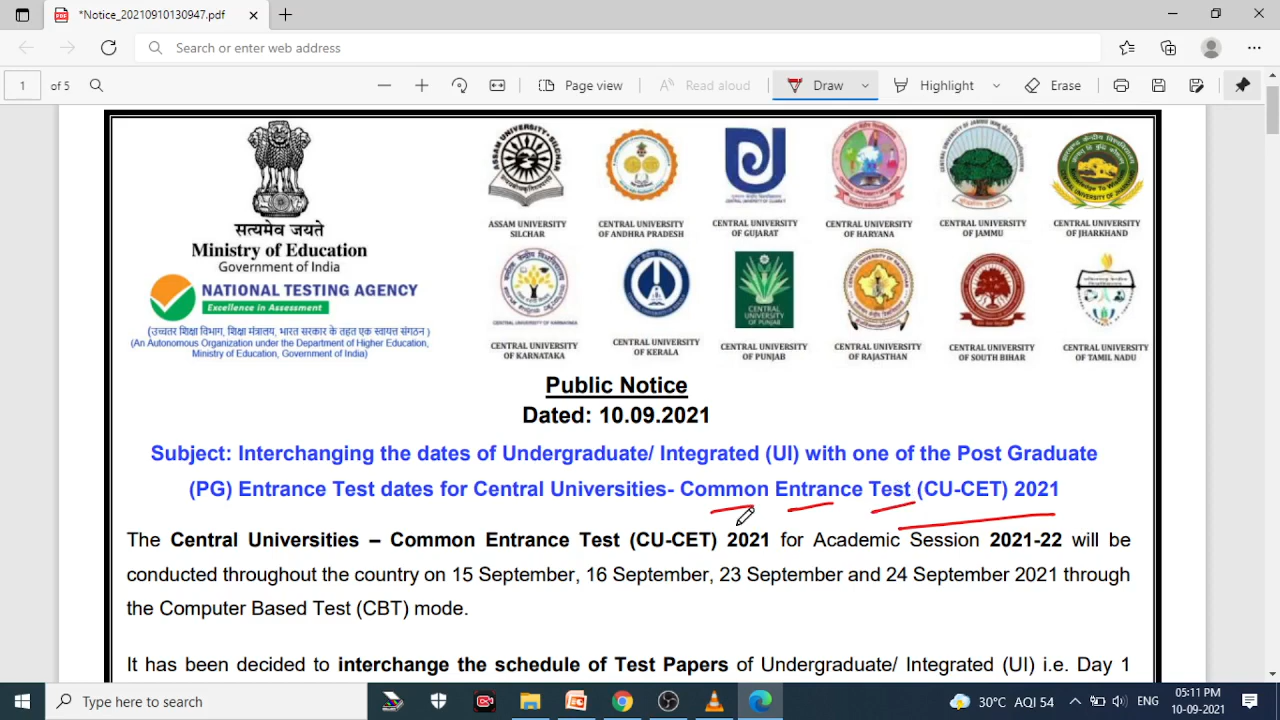 *Notice_20210910130947.pdf
Search or enter web address
1 of 5
Page view
Read aloud
Draw
Highlight
Erase
सत्यमेव जयते
Ministry of Education
Government of India
NATIONAL TESTING AGENCY
Excellence in Assessment
(उच्चतर शिक्षा विभाग, शिक्षा मंत्रालय, भारत सरकार के तहत एक स्वायत्त संगठन)
(An Autonomous Organization under the Department of Higher Education,
Ministry of Education, Government of India)
ASSAM UNIVERSITY
SILCHAR
CENTRAL UNIVERSITY
OF ANDHRA PRADESH
CENTRAL UNIVERSITY
OF GUJARAT
CENTRAL UNIVERSITY
OF HARYANA
CENTRAL UNIVERSITY
OF JAMMU
CENTRAL UNIVERSITY
OF JHARKHAND
CENTRAL UNIVERSITY OF KARNATAKA
CENTRAL
UNIVERSITY
OF PUNJAB
CENTRAL UNIVERSITY
OF KARNATAKA
CENTRAL UNIVERSITY
OF KERALA
CENTRAL UNIVERSITY
OF PUNJAB
CENTRAL UNIVERSITY
OF RAJASTHAN
CENTRAL UNIVERSITY
OF SOUTH BIHAR
CENTRAL UNIVERSITY
OF TAMIL NADU
Public Notice
Dated: 10.09.2021
Subject: Interchanging the dates of Undergraduate/ Integrated (UI) with one of the Post Graduate
(PG) Entrance Test dates for Central Universities- Common Entrance Test (CU-CET) 2021
The Central Universities – Common Entrance Test (CU-CET) 2021 for Academic Session 2021-22 will be
conducted throughout the country on 15 September, 16 September, 23 September and 24 September 2021 through
the Computer Based Test (CBT) mode.
It has been decided to interchange the schedule of Test Papers of Undergraduate/ Integrated (UI) i.e. Day 1
Type here to search
30°C AQI 54
ENG
05:11 PM
10-09-2021